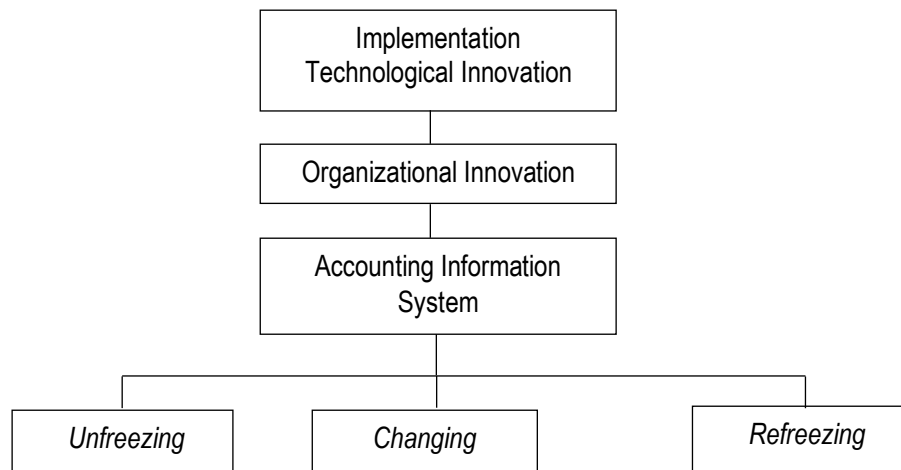 Implementation
Technological Innovation
Organizational Innovation
Accounting Information
System
Unfreezing
Changing
Refreezing